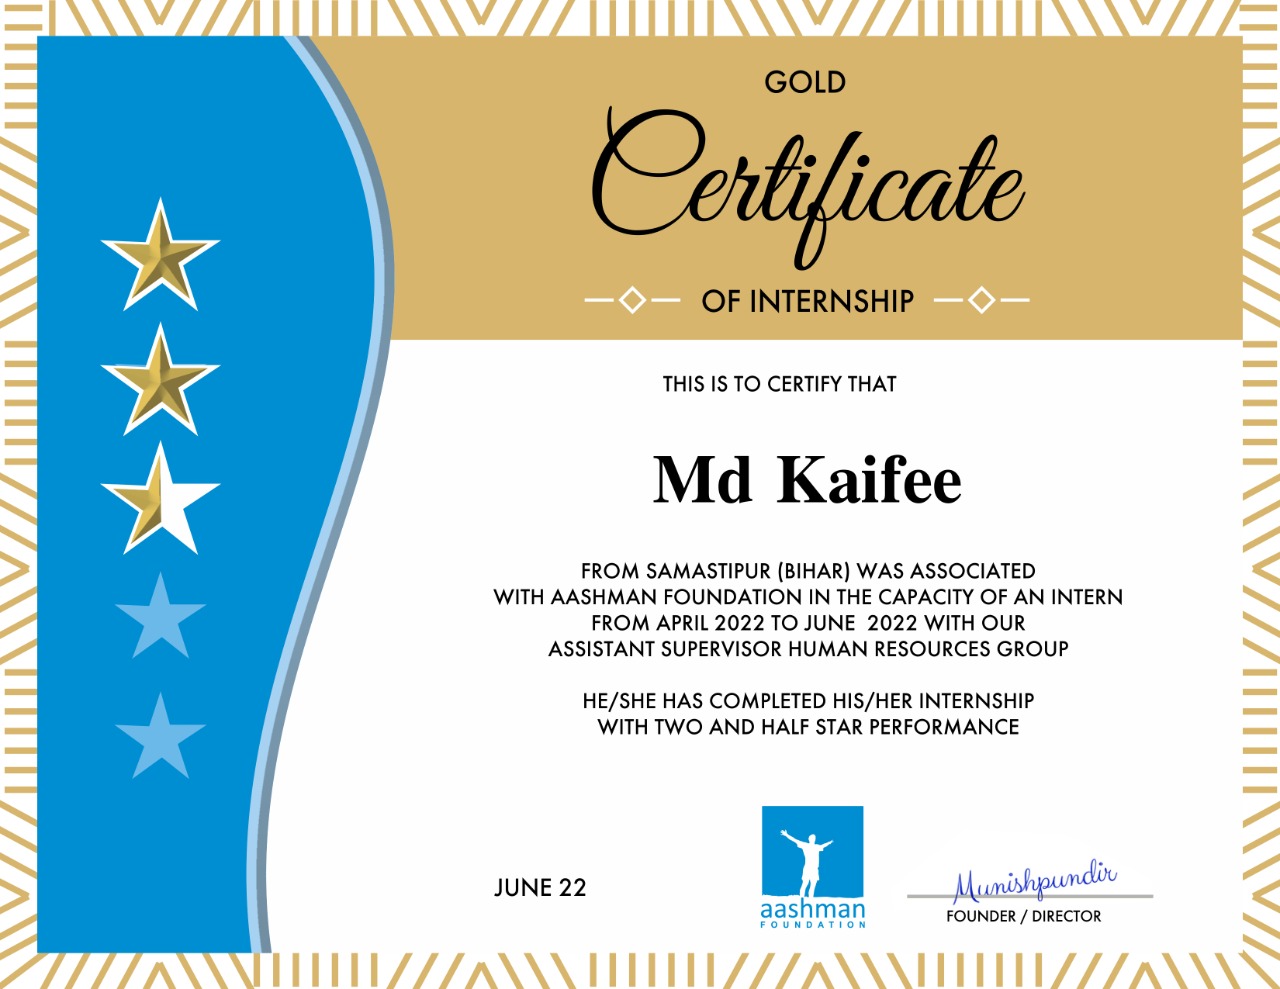 GOLD
Certificate
OF INTERNSHIP
THIS IS TO CERTIFY THAT
Md Kaifee
FROM SAMASTIPUR (BIHAR) WAS ASSOCIATED
WITH AASHMAN FOUNDATION IN THE CAPACITY OF AN INTERN
FROM APRIL 2022 TO JUNE 2022 WITH OUR
ASSISTANT SUPERVISOR HUMAN RESOURCES GROUP
HE/SHE HAS COMPLETED HIS/HER INTERNSHIP
WITH TWO AND HALF STAR PERFORMANCE
JUNE 22
aashman
FOUNDATION
Munishpundir
FOUNDER / DIRECTOR